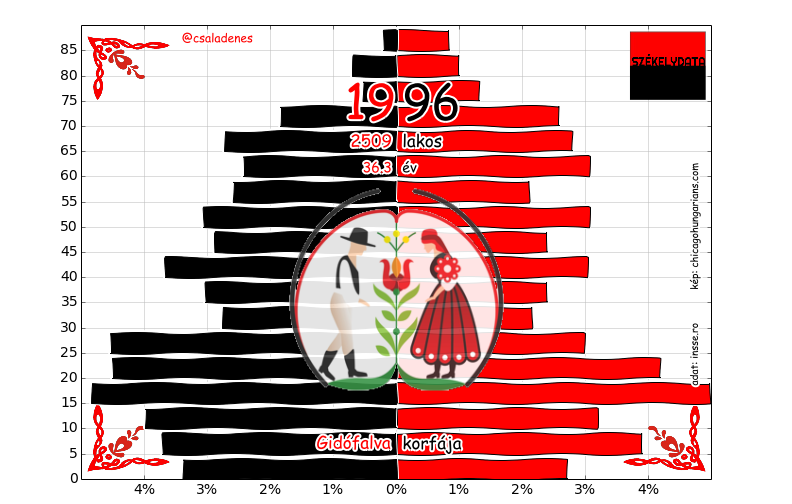 @csaladenes
SZÉKELYDATA
1996
2509 lakos
36.3 év
kép: chicagohungarians.com
adat: insse.ro
Gidófalva korfája
85
80
75
70
65
60
55
50
45
40
35
30
25
20
15
10
5
0
4% 3% 2% 1% 0% 1% 2% 3% 4%